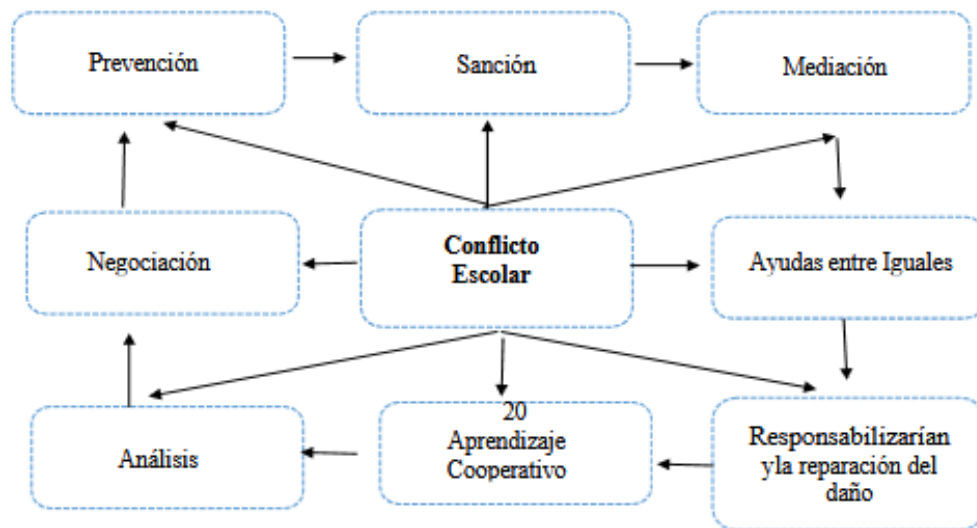 Prevención
Sanción
Mediación
Negociación
Conflicto
Escolar
Ayudas entre Iguales
Análisis
20
Aprendizaje
Cooperativo
Responsabilizarían
yla reparación del
daño